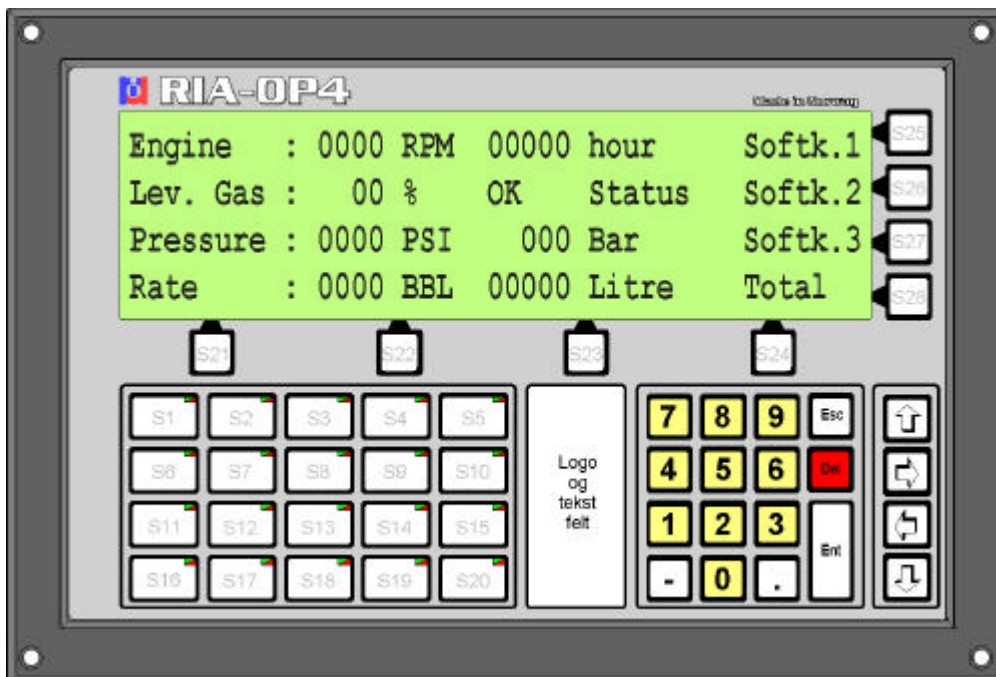 RIA-OP4
Made in Norway
Engine : 0000 RPM 00000 hour Softk.1
Lev. Gas : 00 % OK Status Softk.2
Pressure : 0000 PSI 000 Bar Softk.3
Rate : 0000 BBL 00000 Litre Total
S25
S26
S27
S28
S21 S22 S23 S24
S1 S2 S3 S4 S5
S6 S7 S8 S9 S10
S11 S12 S13 S14 S15
S16 S17 S18 S19 S20
Logo
og
tekst
felt
7 8 9 Esc
4 5 6 Del
1 2 3
Ent
- 0 .